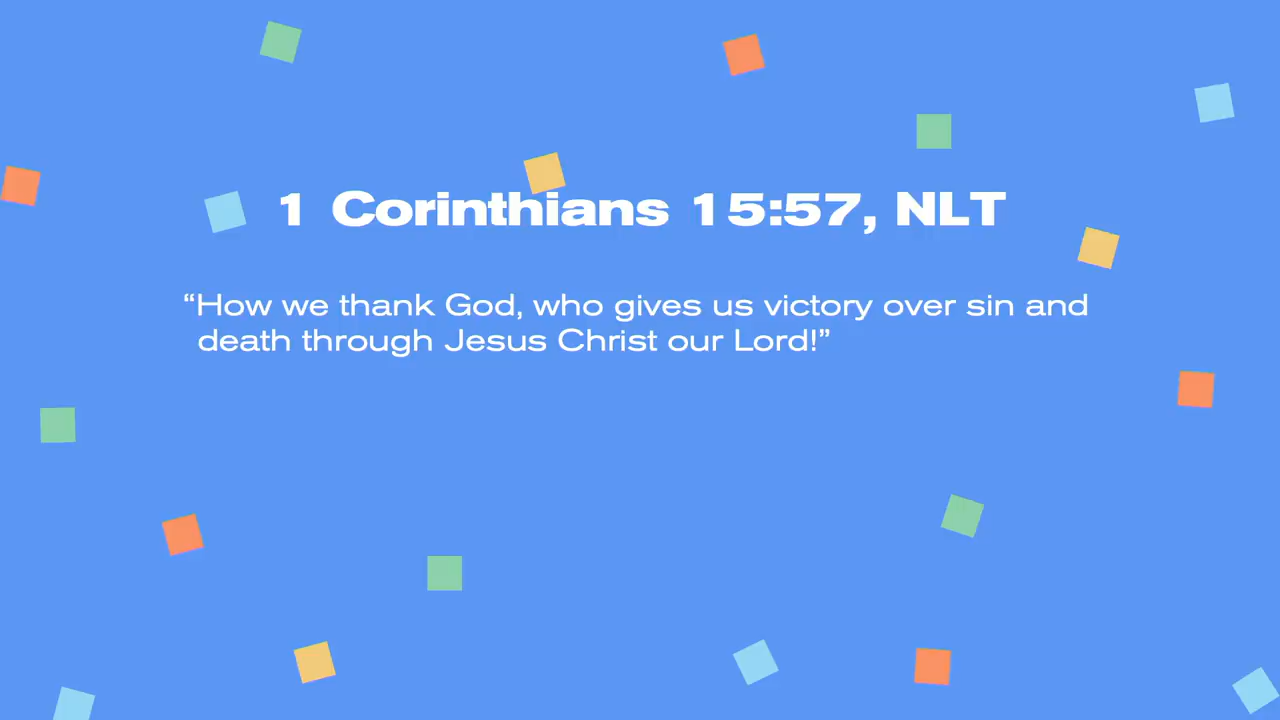 1 Corinthians 15:57, NLT
“How we thank God, who gives us victory over sin and
death through Jesus Christ our Lord!”